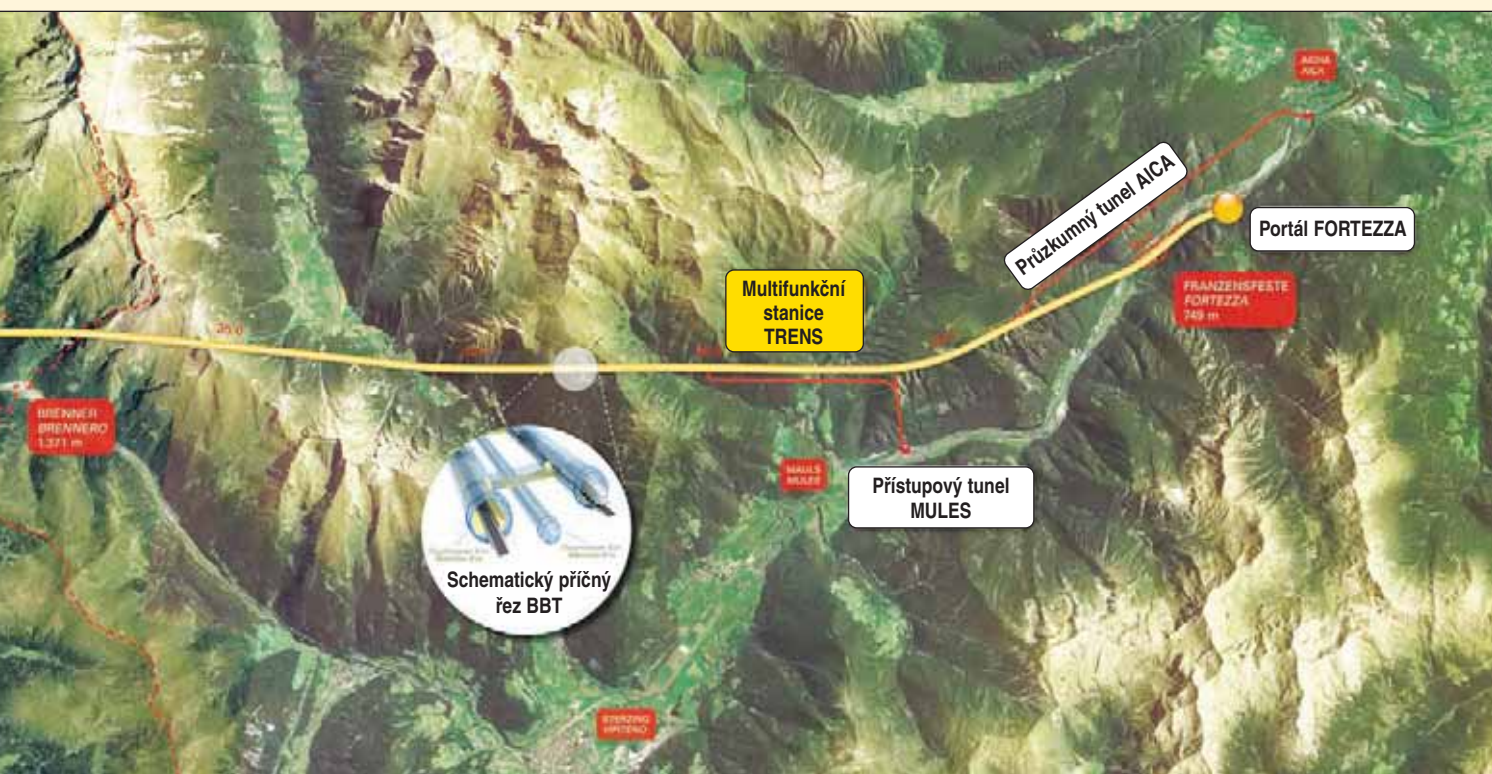 AICHA
AICA
Průzkumný tunel AICA
Portál FORTEZZA
FRANZENSFESTE
FORTEZZA
749 m
Multifunkční
stanice
TRENS
BRENNER
BRENNERO
1.371 m
MAULS
MULES
Přístupový tunel
MULES
Schematický příčný
řez BBT
STERZING
VIPITENO